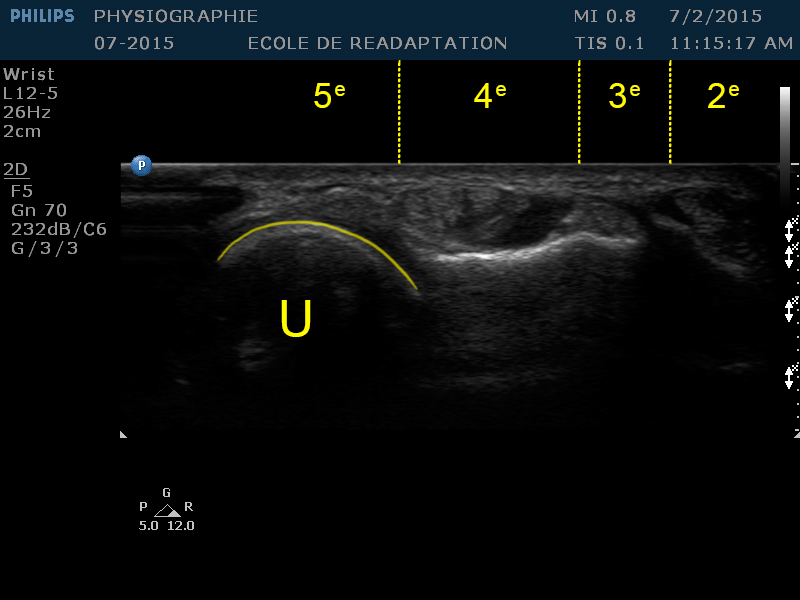 PHILIPS PHYSIOGRAPHIE MI 0.8 7/2/2015
07-2015 ECOLE DE READAPTATION TIS 0.1 11:15:17 AM
Wrist
L12-5
26Hz
2cm
5e 4e 3e 2e
2D
P
F5
Gn 70
232dB/C6
G/3/3
U
G
P R
5.0 12.0